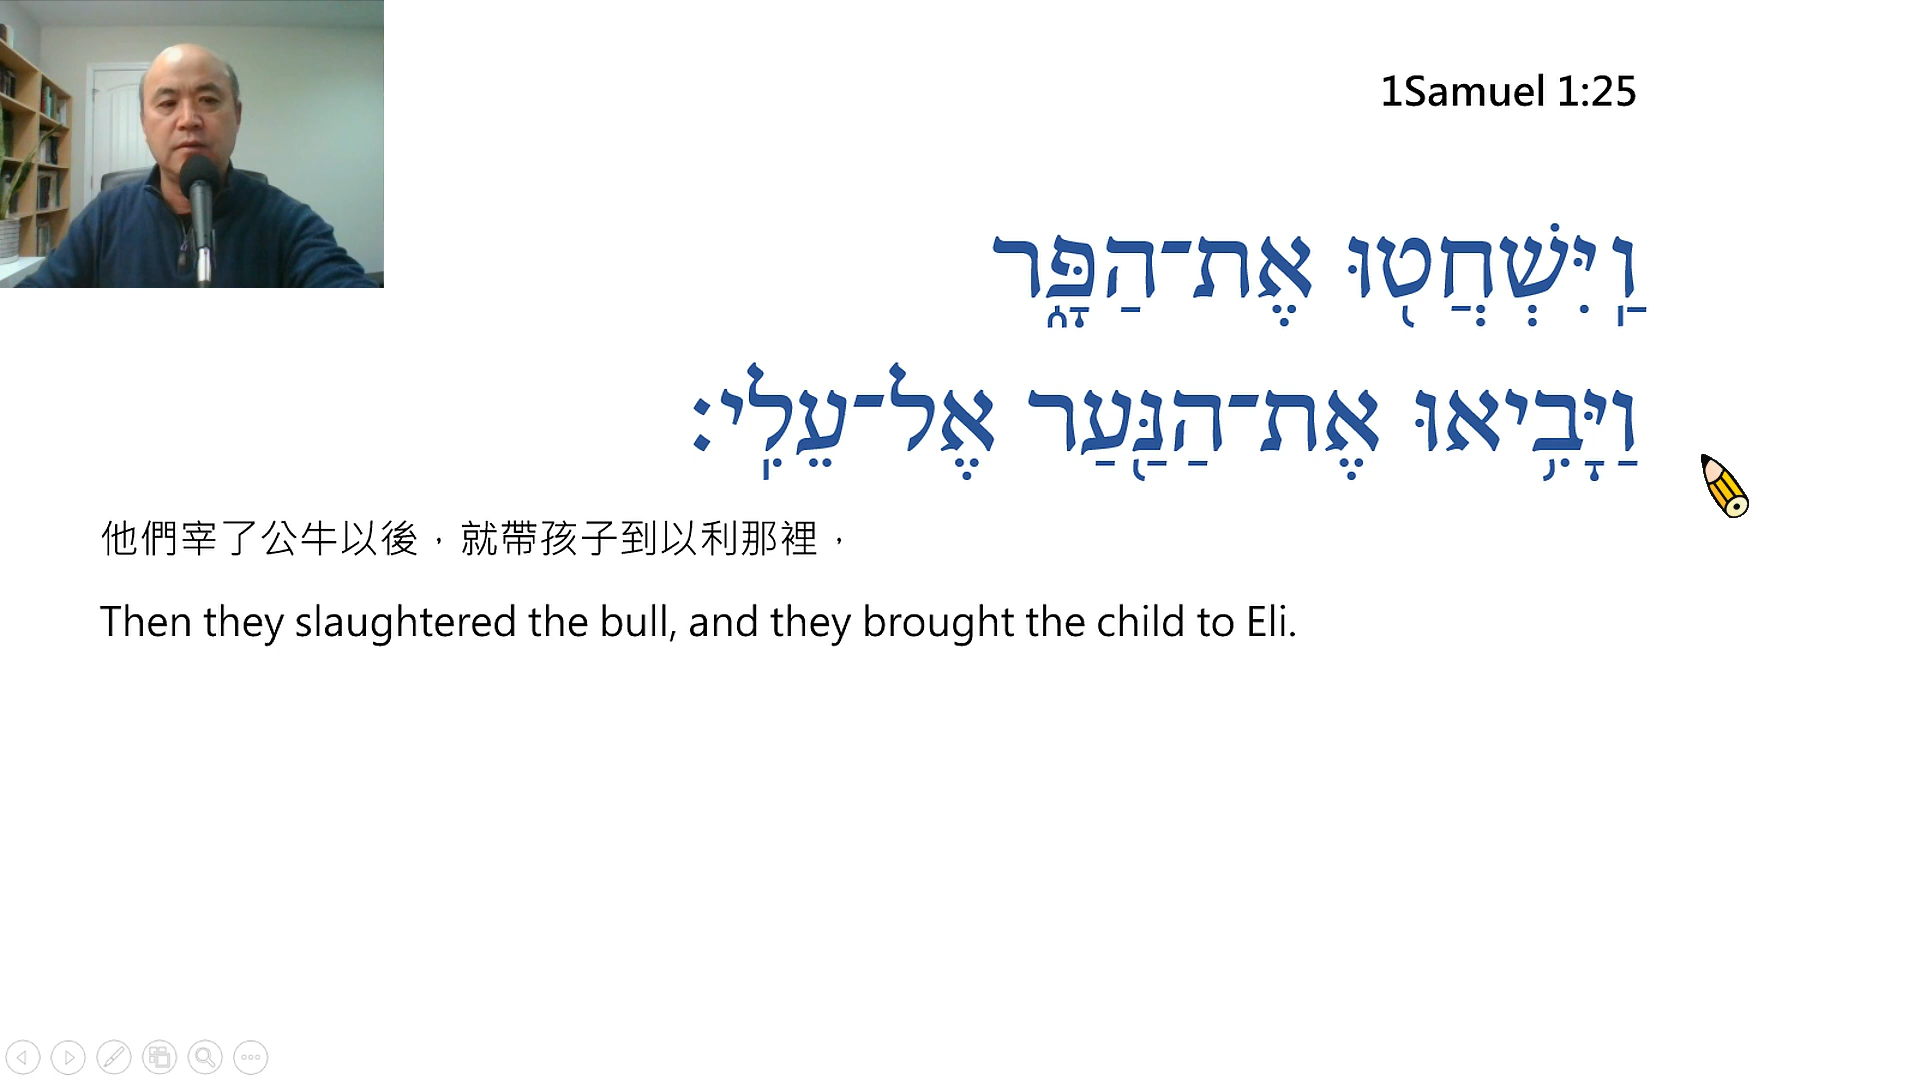 1Samuel 1:25
וַֽיִּשְׁחֲט֖וּ אֶת־הַפָּ֑ר
וַיָּבִ֥יאוּ אֶת־הַנַּ֖עַר אֶל־עֵלִֽי׃
他們宰了公牛以後，就帶孩子到以利那裡，
Then they slaughtered the bull, and they brought the child to Eli.